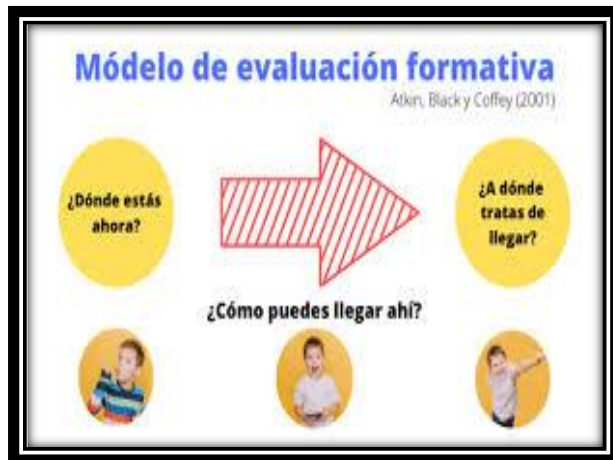 Módelo de evaluación formativa
Atkin, Black y Coffey (2001)
¿Dónde estás
ahora?
¿A dónde
tratas de
llegar?
¿Cómo puedes llegar ahí?